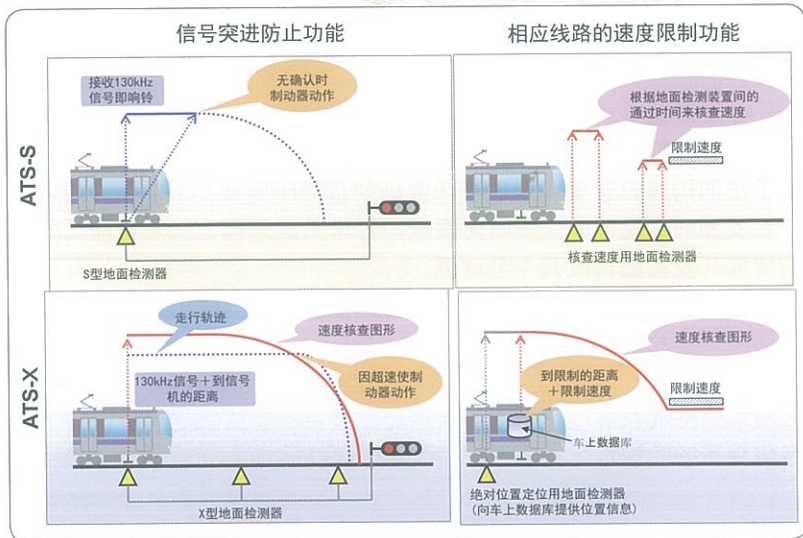 信号突进防止功能
相应线路的速度限制功能
ATS-S
接收130kHz
信号即响铃
无确认时
制动器动作
S型地面检测器
根据地面检测装置间的
通过时间来核查速度
限制速度
核查速度用地面检测器
ATS-X
走行轨迹
速度核查图形
130kHz信号＋到信号
机的距离
因超速使制
动器动作
X型地面检测器
速度核查图形
到限制的距离
＋限制速度
限制速度
车上数据库
绝对位置定位用地面检测器
(向车上数据库提供位置信息)